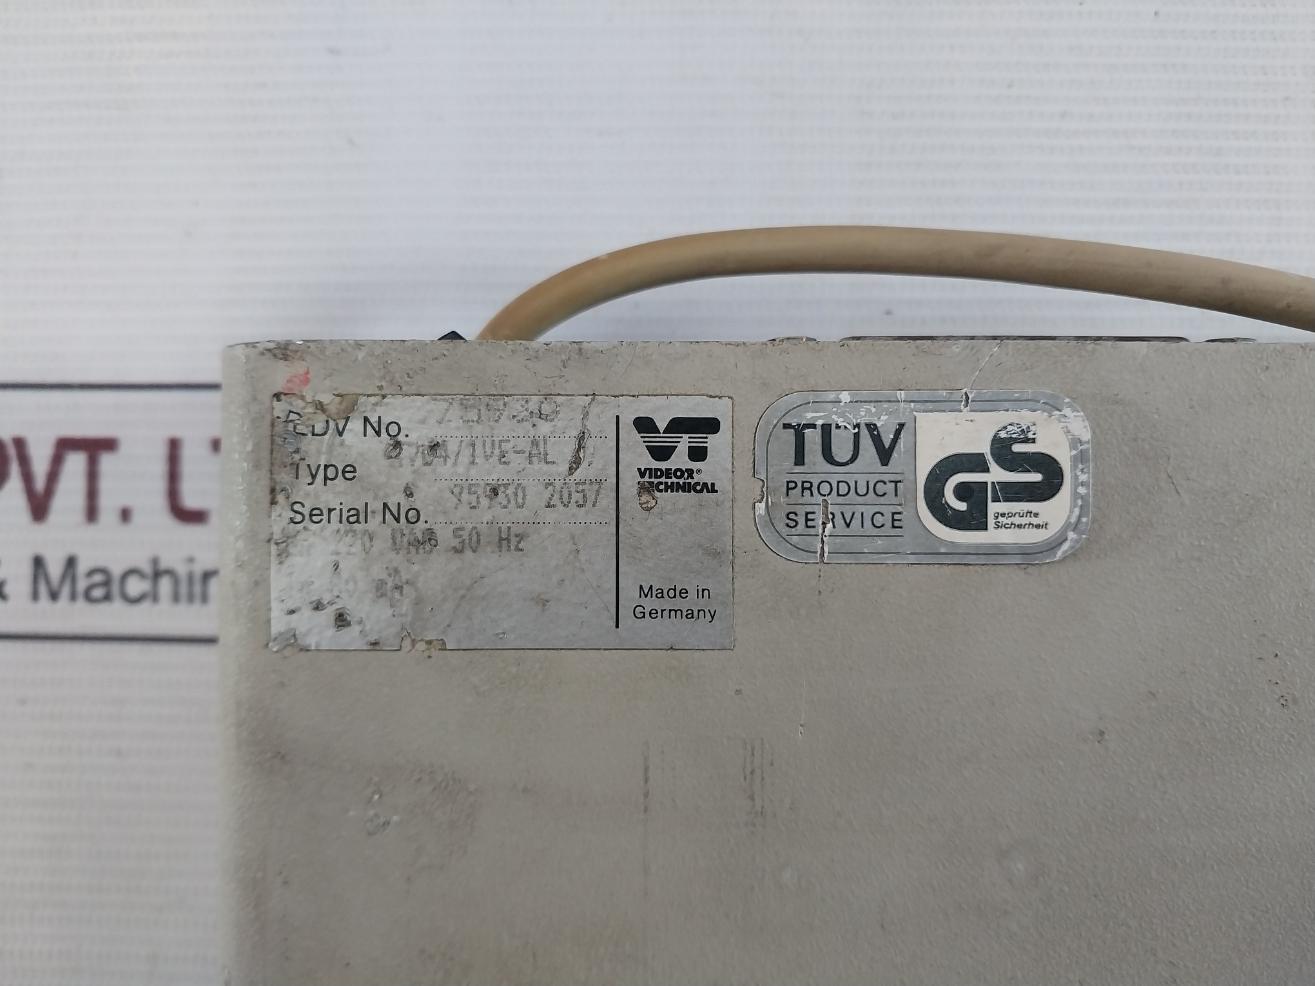 PVT.
& Machin
EDV No. 75930
Type
Serial No. 75930 2057
220 VAC 50 Hz
VT
VIDEOR®
TECHNICAL
Made in
Germany
TÜV
PRODUCT
SERVICE
GS
geprüfte
Sicherheit